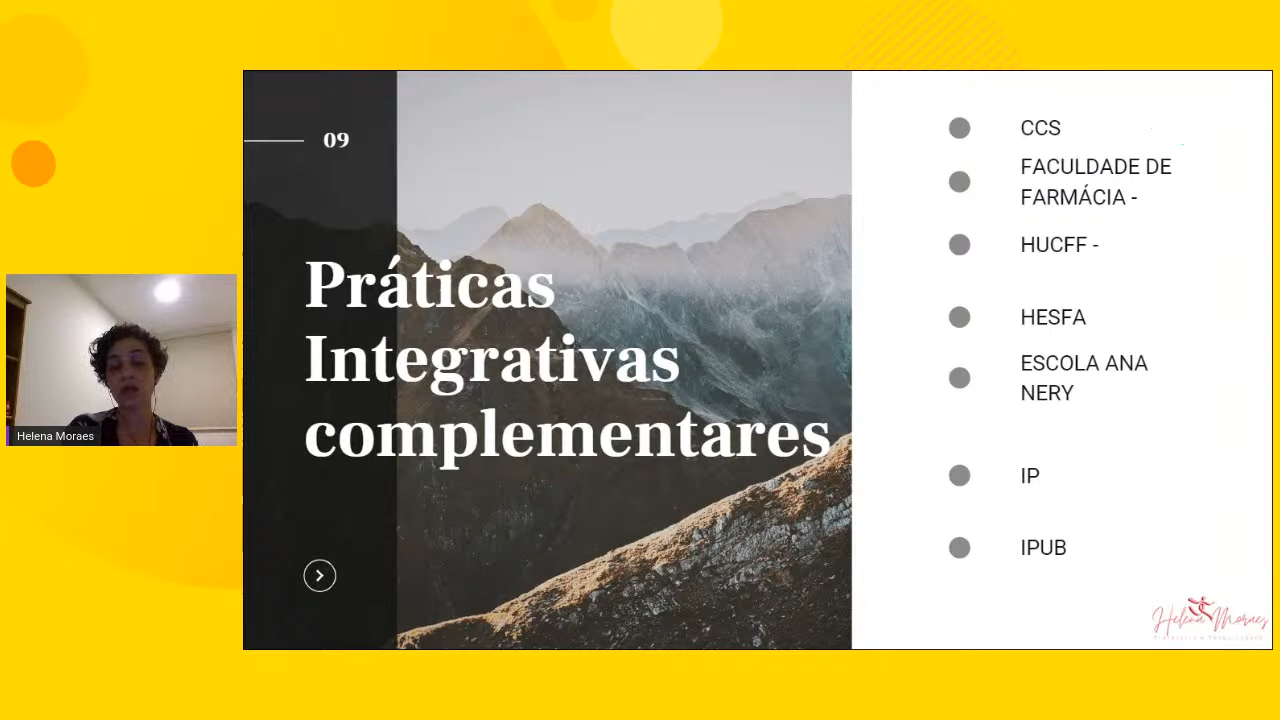 09
Práticas
Integrativas
complementares
CCS
FACULDADE DE
FARMÁCIA -
HUCFF -
HESFA
ESCOLA ANA
NERY
IP
IPUB
Helena Moraes
Helena Moraes